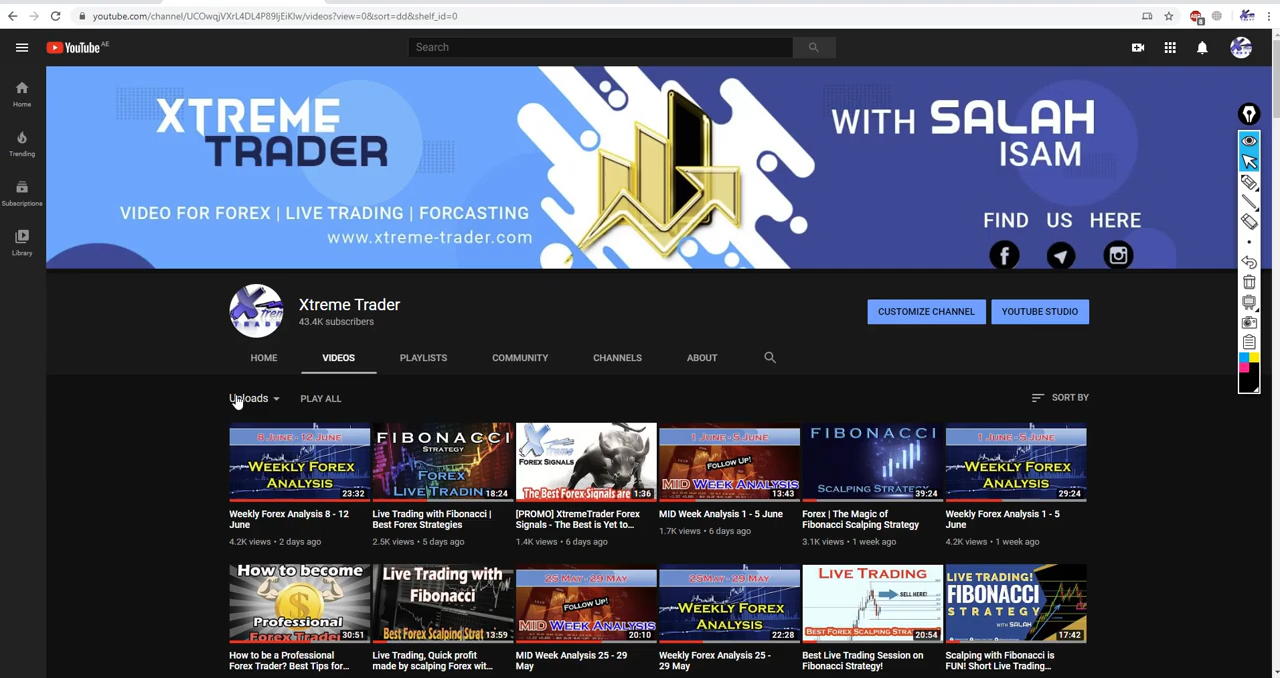 youtube.com/channel/UCOwqjVXrL4DL4P89IjEiKlw/videos?view=0&sort=dd&shelf_id=0
YouTube AE
Search
Home
Trending
Subscriptions
Library
XTREME
TRADER
VIDEO FOR FOREX | LIVE TRADING | FORCASTING
www.xtreme-trader.com
WITH SALAH
ISAM
FIND US HERE
Xtreme Trader
43.4K subscribers
CUSTOMIZE CHANNEL
YOUTUBE STUDIO
HOME
VIDEOS
PLAYLISTS
COMMUNITY
CHANNELS
ABOUT
Uploads
PLAY ALL
SORT BY
8 JUNE - 12 JUNE
WEEKLY FOREX
ANALYSIS
23:32
Weekly Forex Analysis 8 - 12
June
4.2K views • 2 days ago
FIBONACCI
STRATEGY
FOREX
LIVE TRADIN
18:24
Live Trading with Fibonacci |
Best Forex Strategies
2.5K views • 5 days ago
FOREX SIGNALS
The Best Forex Signals are
1:36
[PROMO] XtremeTrader Forex
Signals - The Best is Yet to...
1.4K views • 6 days ago
1 JUNE - 5 JUNE
FOLLOW UP!
MID WEEK ANALYSIS
13:43
MID Week Analysis 1 - 5 June
1.7K views • 6 days ago
FIBONACCI
SCALPING STRATEGY
39:24
Forex | The Magic of
Fibonacci Scalping Strategy
3.1K views • 1 week ago
1 JUNE - 5 JUNE
WEEKLY FOREX
ANALYSIS
29:24
Weekly Forex Analysis 1 - 5
June
4.2K views • 1 week ago
How to become
Professional
Forex Trader?
30:51
How to be a Professional
Forex Trader? Best Tips for...
Live Trading with
Fibonacci
Best Forex Scalping Strat
13:59
Live Trading, Quick profit
made by scalping Forex wit...
25 MAY - 29 MAY
FOLLOW UP!
MID WEEK ANALYSIS
20:10
MID Week Analysis 25 - 29
May
25MAY - 29 MAY
WEEKLY FOREX
ANALYSIS
22:28
Weekly Forex Analysis 25 -
29 May
LIVE TRADING
SELL HERE!
BEST FOREX SCALPING STRA
20:54
Best Live Trading Session on
Fibonacci Strategy!
LIVE TRADING!
FIBONACCI
STRATEGY
WITH SALAH
17:42
Scalping with Fibonacci is
FUN! Short Live Trading...